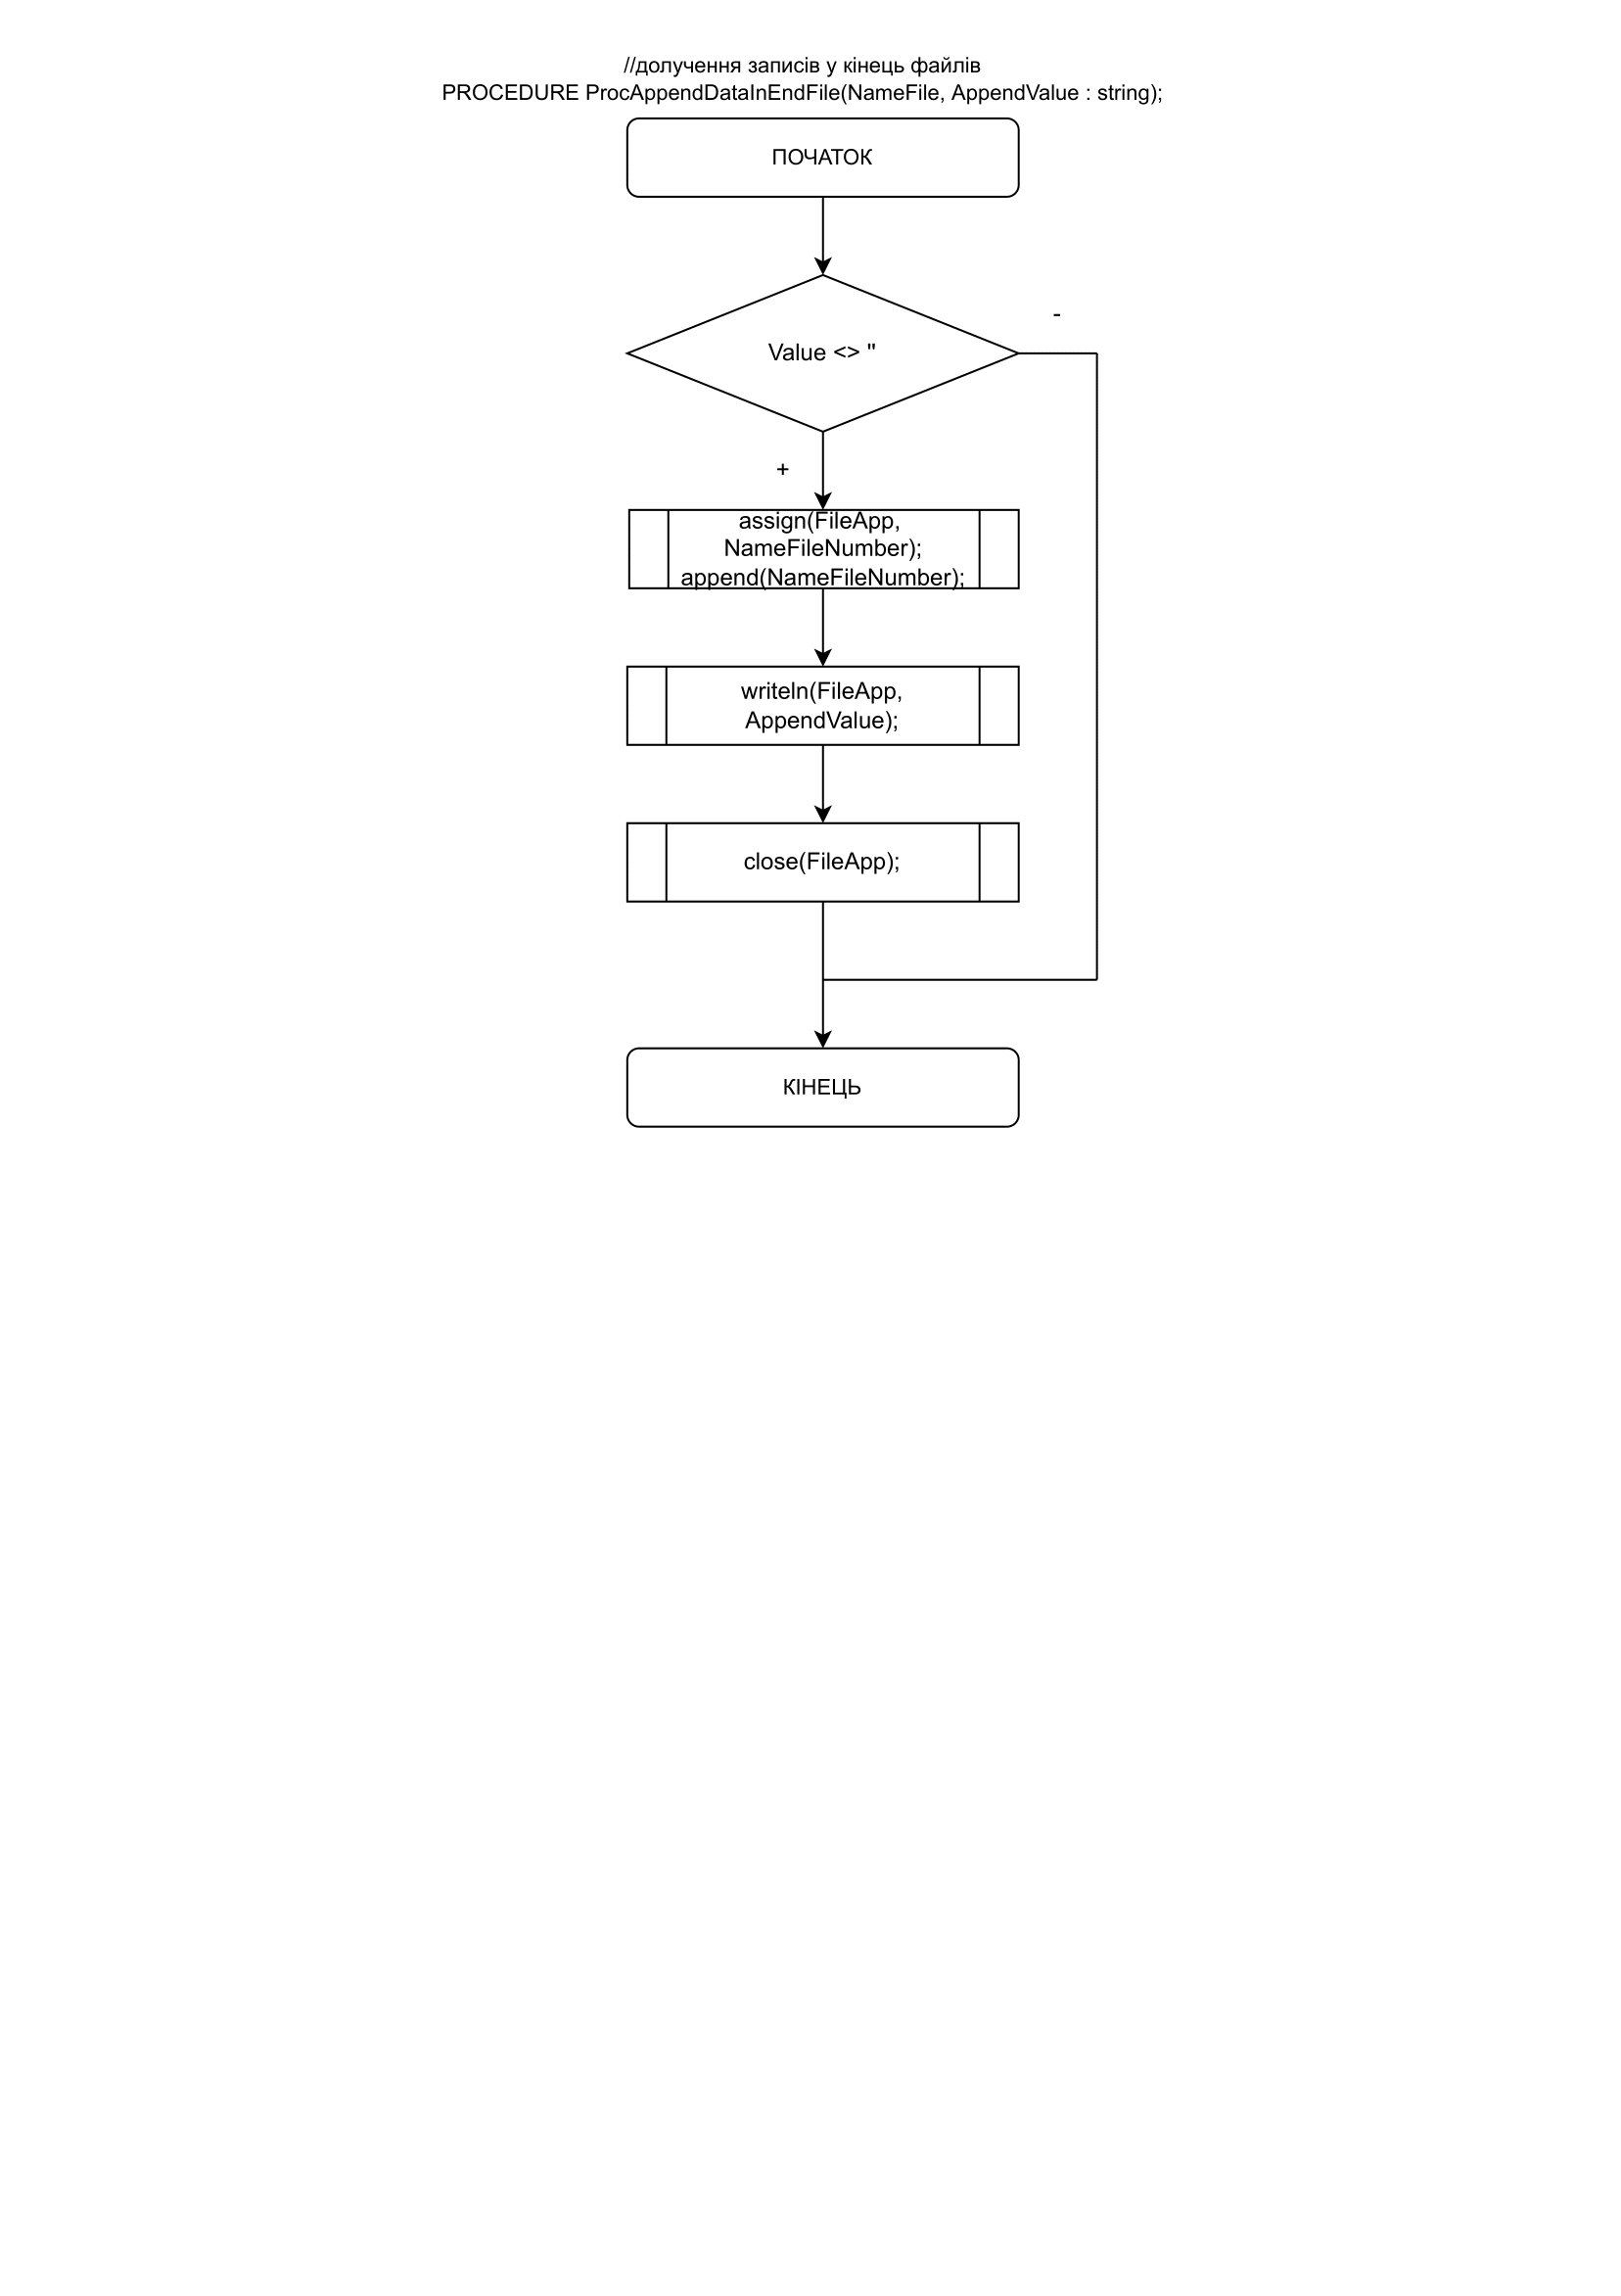 //долучення записів у кінець файлів
PROCEDURE ProcAppendDataInEndFile(NameFile, AppendValue : string);
ПОЧАТОК
Value <> ''
-
+
assign(FileApp,
NameFileNumber);
append(NameFileNumber);
writeln(FileApp,
AppendValue);
close(FileApp);
КІНЕЦЬ